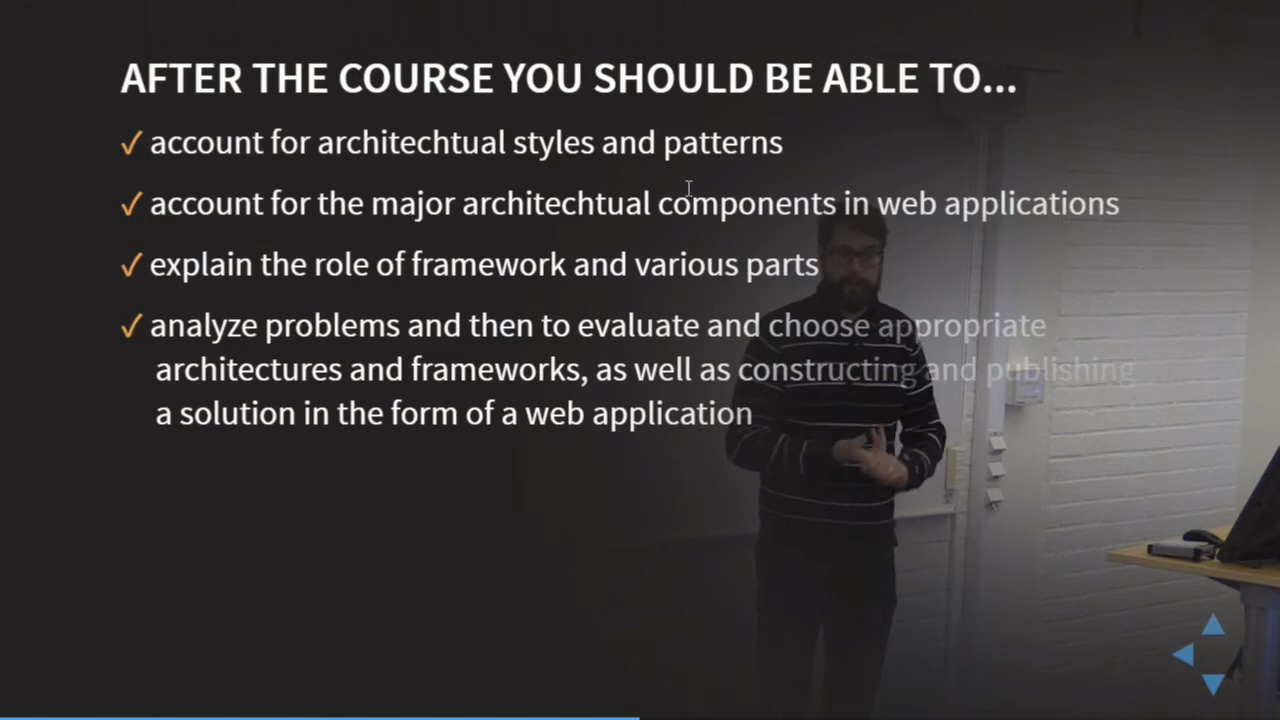 AFTER THE COURSE YOU SHOULD BE ABLE TO...
✓ account for architechtual styles and patterns
✓ account for the major architechtual components in web applications
✓ explain the role of framework and various parts
✓ analyze problems and then to evaluate and choose appropriate
architectures and frameworks, as well as constructing and publishing
a solution in the form of a web application